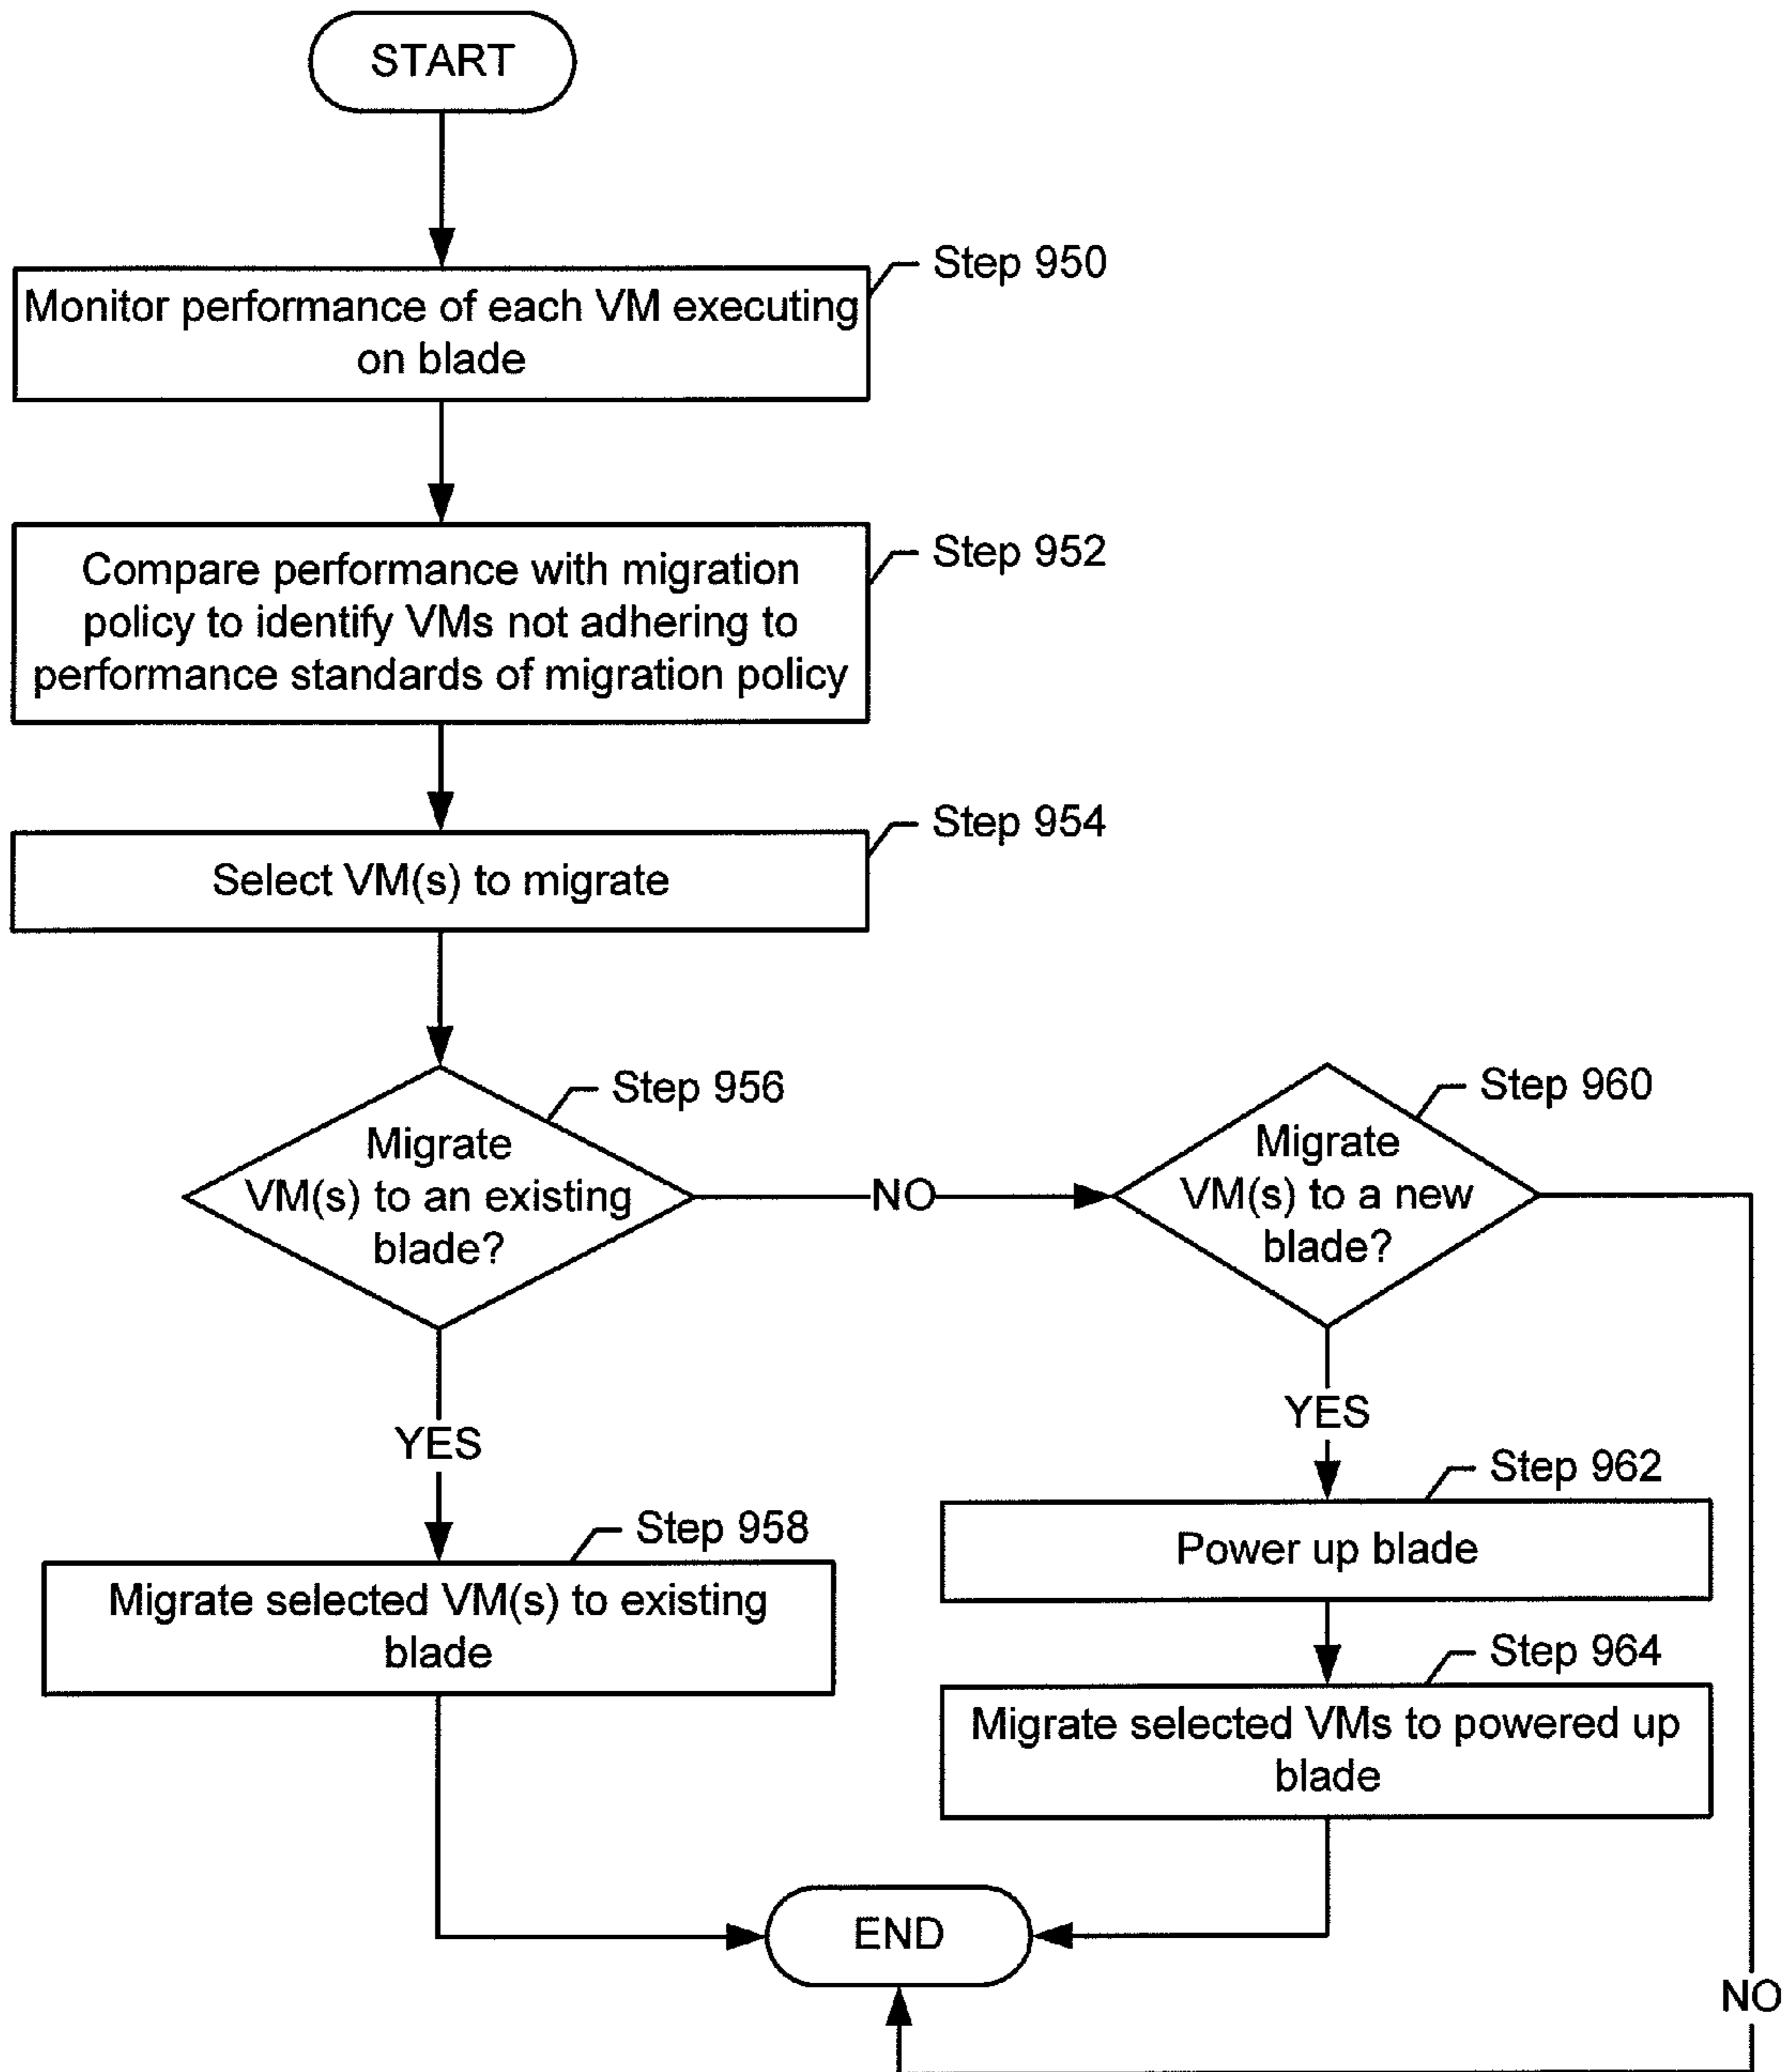 START
Step 950
Monitor performance of each VM executing
on blade
Step 952
Compare performance with migration
policy to identify VMs not adhering to
performance standards of migration policy
Step 954
Select VM(s) to migrate
Step 956
Migrate
VM(s) to an existing
blade?
NO
Step 960
Migrate
VM(s) to a new
blade?
YES
YES
Step 958
Migrate selected VM(s) to existing
blade
Step 962
Power up blade
Step 964
Migrate selected VMs to powered up
blade
END
NO